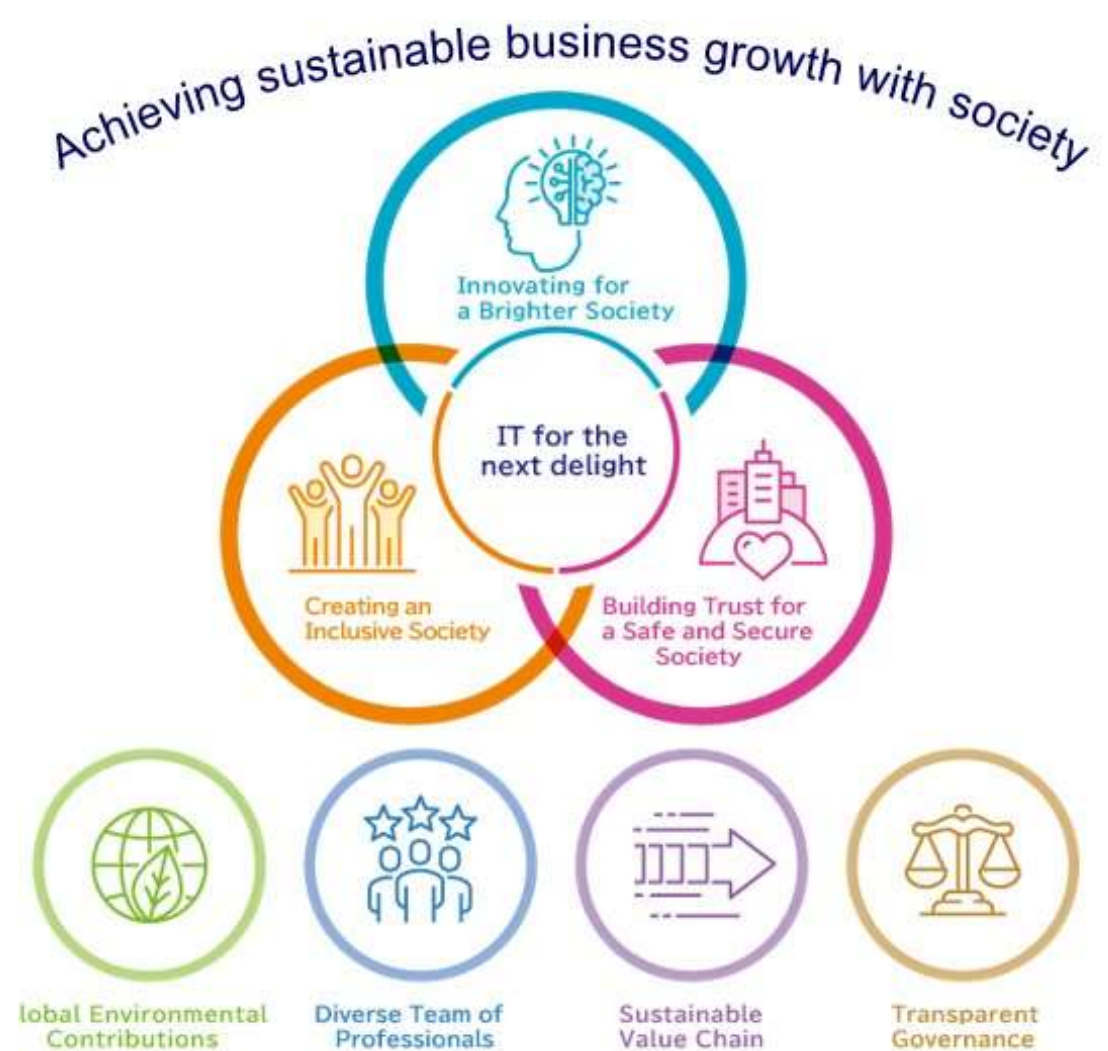 Achieving sustainable business growth with society
Innovating for
a Brighter Society
IT for the
next delight
Creating an
Inclusive Society
Building Trust for
a Safe and Secure
Society
lobal Environmental
Contributions
Diverse Team of
Professionals
Sustainable
Value Chain
Transparent
Governance